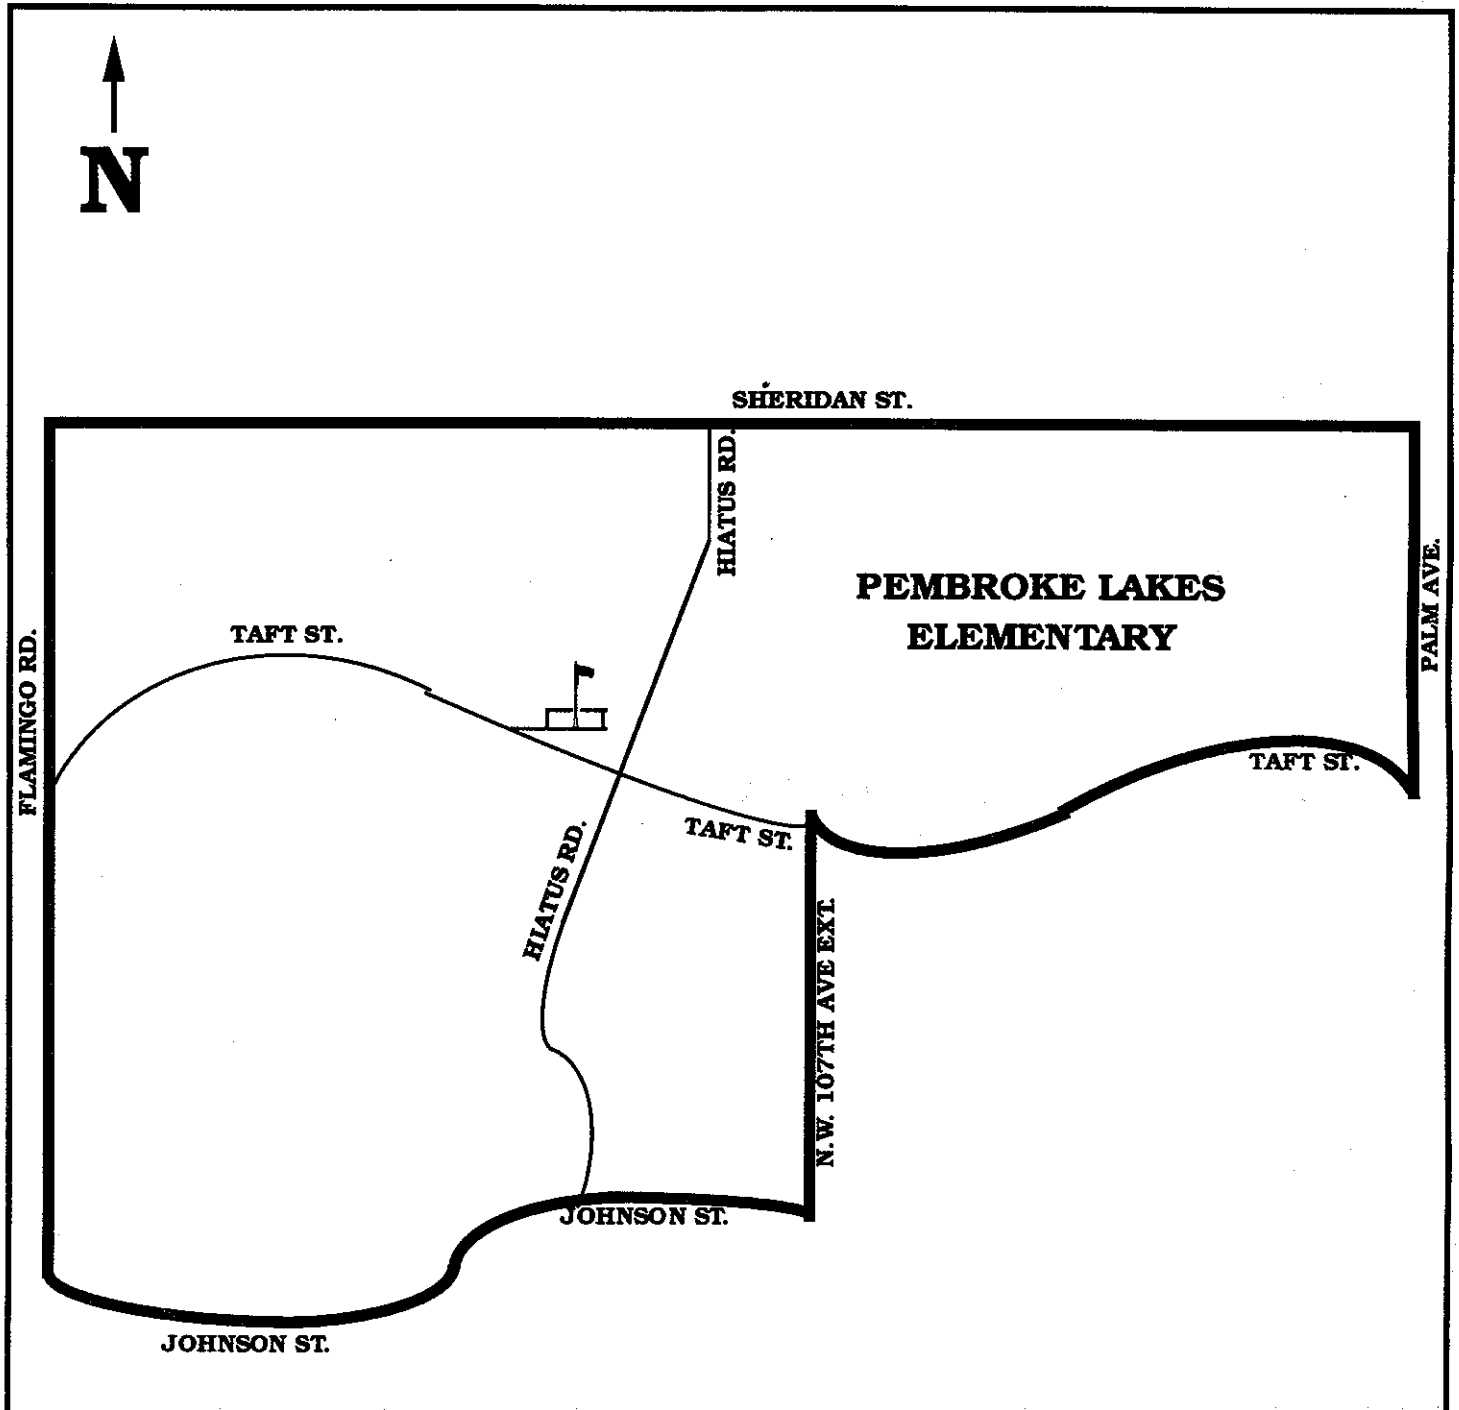 N
SHERIDAN ST.
HIATUS RD.
PEMBROKE LAKES
ELEMENTARY
PALM AVE.
TAFT ST.
FLAMINGO RD.
TAFT ST.
TAFT ST.
HIATUS RD.
N.W. 107TH AVE EXT.
JOHNSON ST.
JOHNSON ST.